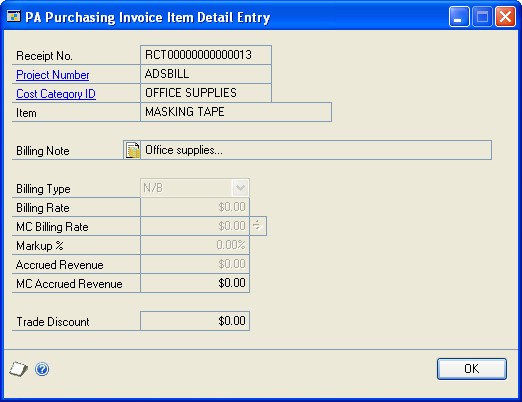 PA Purchasing Invoice Item Detail Entry
Receipt No. RCT00000000000013
Project Number ADSBILL
Cost Category ID OFFICE SUPPLIES
Item MASKING TAPE
Billing Note Office supplies...
Billing Type N/B
Billing Rate $0.00
MC Billing Rate $0.00
Markup % 0.00%
Accrued Revenue $0.00
MC Accrued Revenue $0.00
Trade Discount $0.00
OK